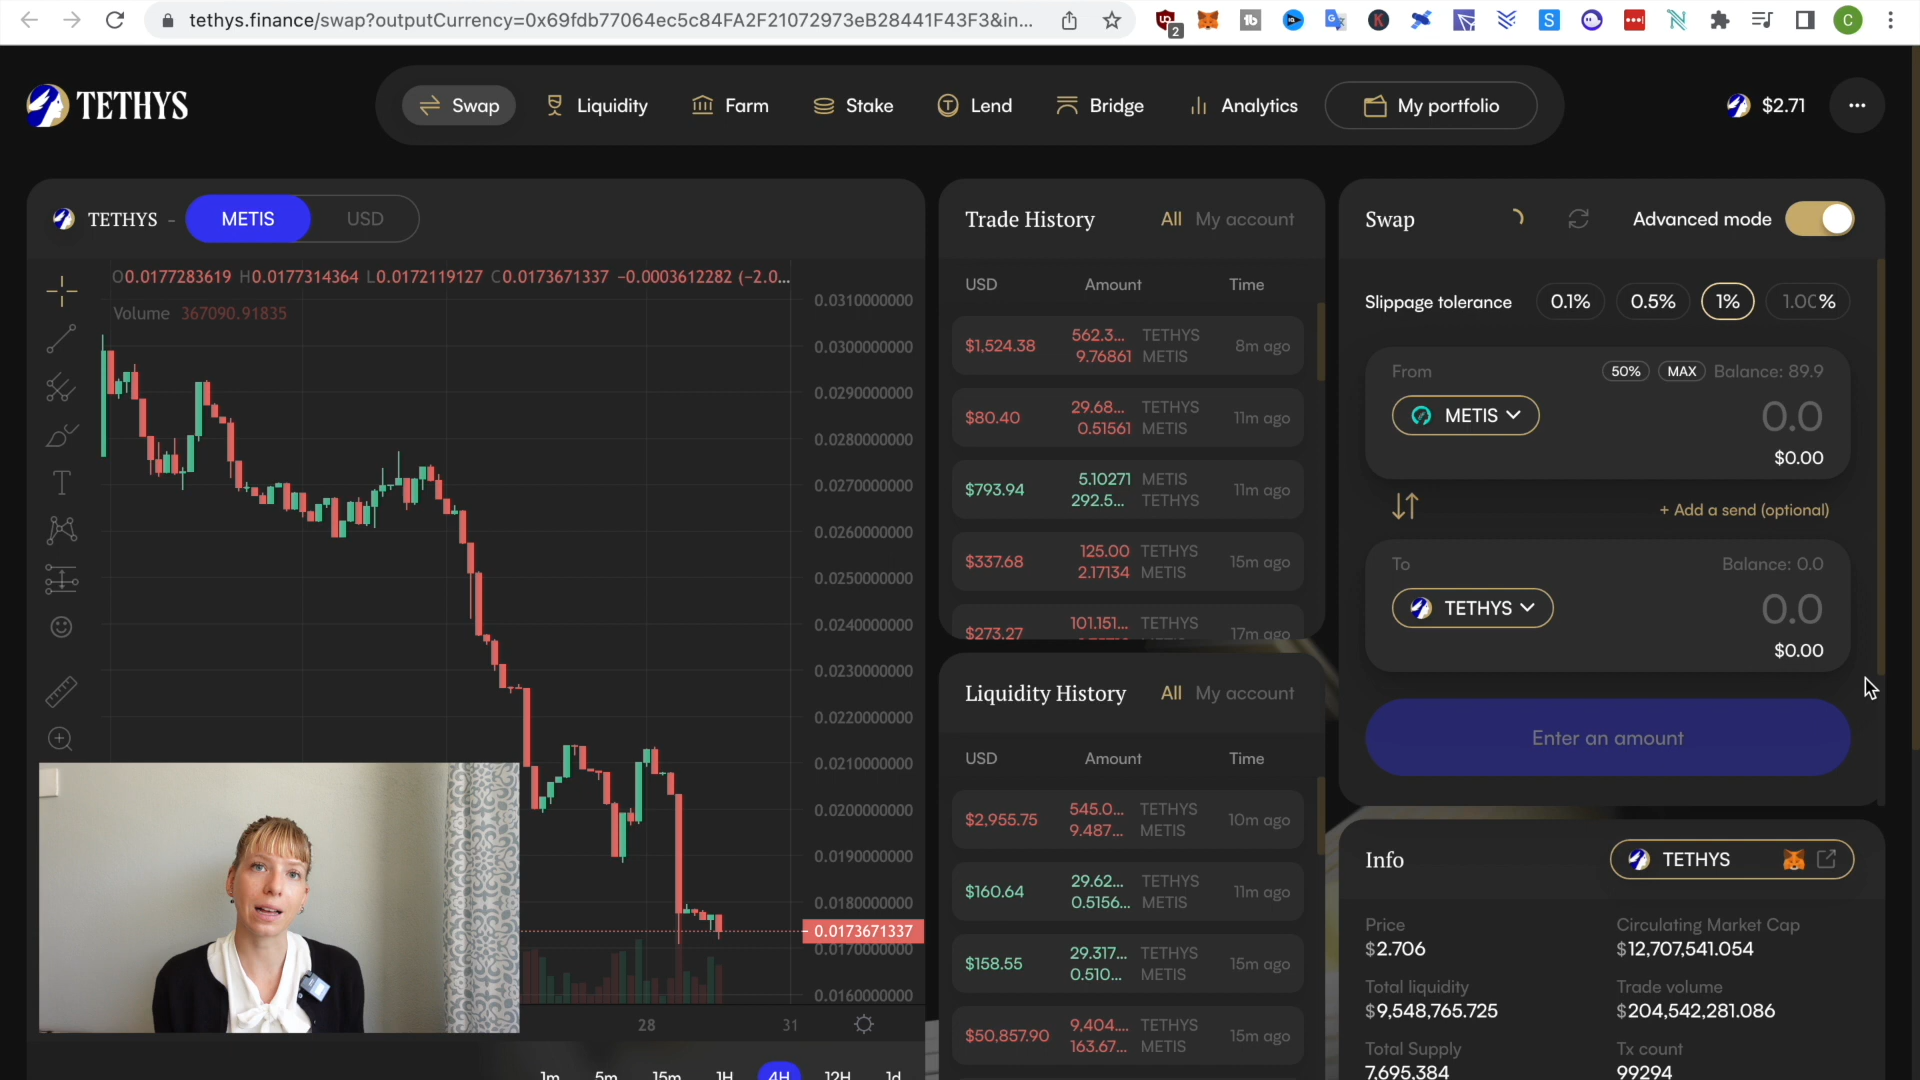 tethys.finance/swap?outputCurrency=0x69fdb77064ec5c84FA2F21072973eB28441F43F3&in...
2
C
TETHYS
Swap
Liquidity
Farm
Stake
Lend
Bridge
Analytics
My portfolio
$2.71
TETHYS -
METIS
USD
O0.0177283619 H0.0177314364 L0.0172119127 C0.0173671337 −0.0003612282 (−2.0...
Volume 367090.91835
0.0310000000
0.0300000000
0.0290000000
0.0280000000
0.0270000000
0.0260000000
0.0250000000
0.0240000000
0.0230000000
0.0220000000
0.0210000000
0.0200000000
0.0190000000
0.0180000000
0.0173671337
0.0170000000
0.0160000000
28
31
1m 5m 15m 1H 4H 12H 1d
Trade History
All My account
USD Amount Time
$1,524.38 562.3... TETHYS 8m ago
9.76861 METIS
$80.40 29.68... TETHYS 11m ago
0.51561 METIS
$793.94 5.10271 METIS 11m ago
292.5... TETHYS
$337.68 125.00 TETHYS 15m ago
2.17134 METIS
$273.27 101.151... TETHYS 17m ago
Liquidity History
All My account
USD Amount Time
$2,955.75 545.0... TETHYS 10m ago
9.487... METIS
$160.64 29.62... TETHYS 11m ago
0.5156... METIS
$158.55 29.317... TETHYS 15m ago
0.510... METIS
$50,857.90 9,404.... TETHYS 15m ago
163.67... METIS
Swap
Advanced mode
Slippage tolerance 0.1% 0.5% 1% 1.00%
From 50% MAX Balance: 89.9
METIS 0.0
$0.00
+ Add a send (optional)
To Balance: 0.0
TETHYS 0.0
$0.00
Enter an amount
Info
TETHYS
Price Circulating Market Cap
$2.706 $12,707,541.054
Total liquidity Trade volume
$9,548,765.725 $204,542,281.086
Total Supply Tx count
7,695,384 99294